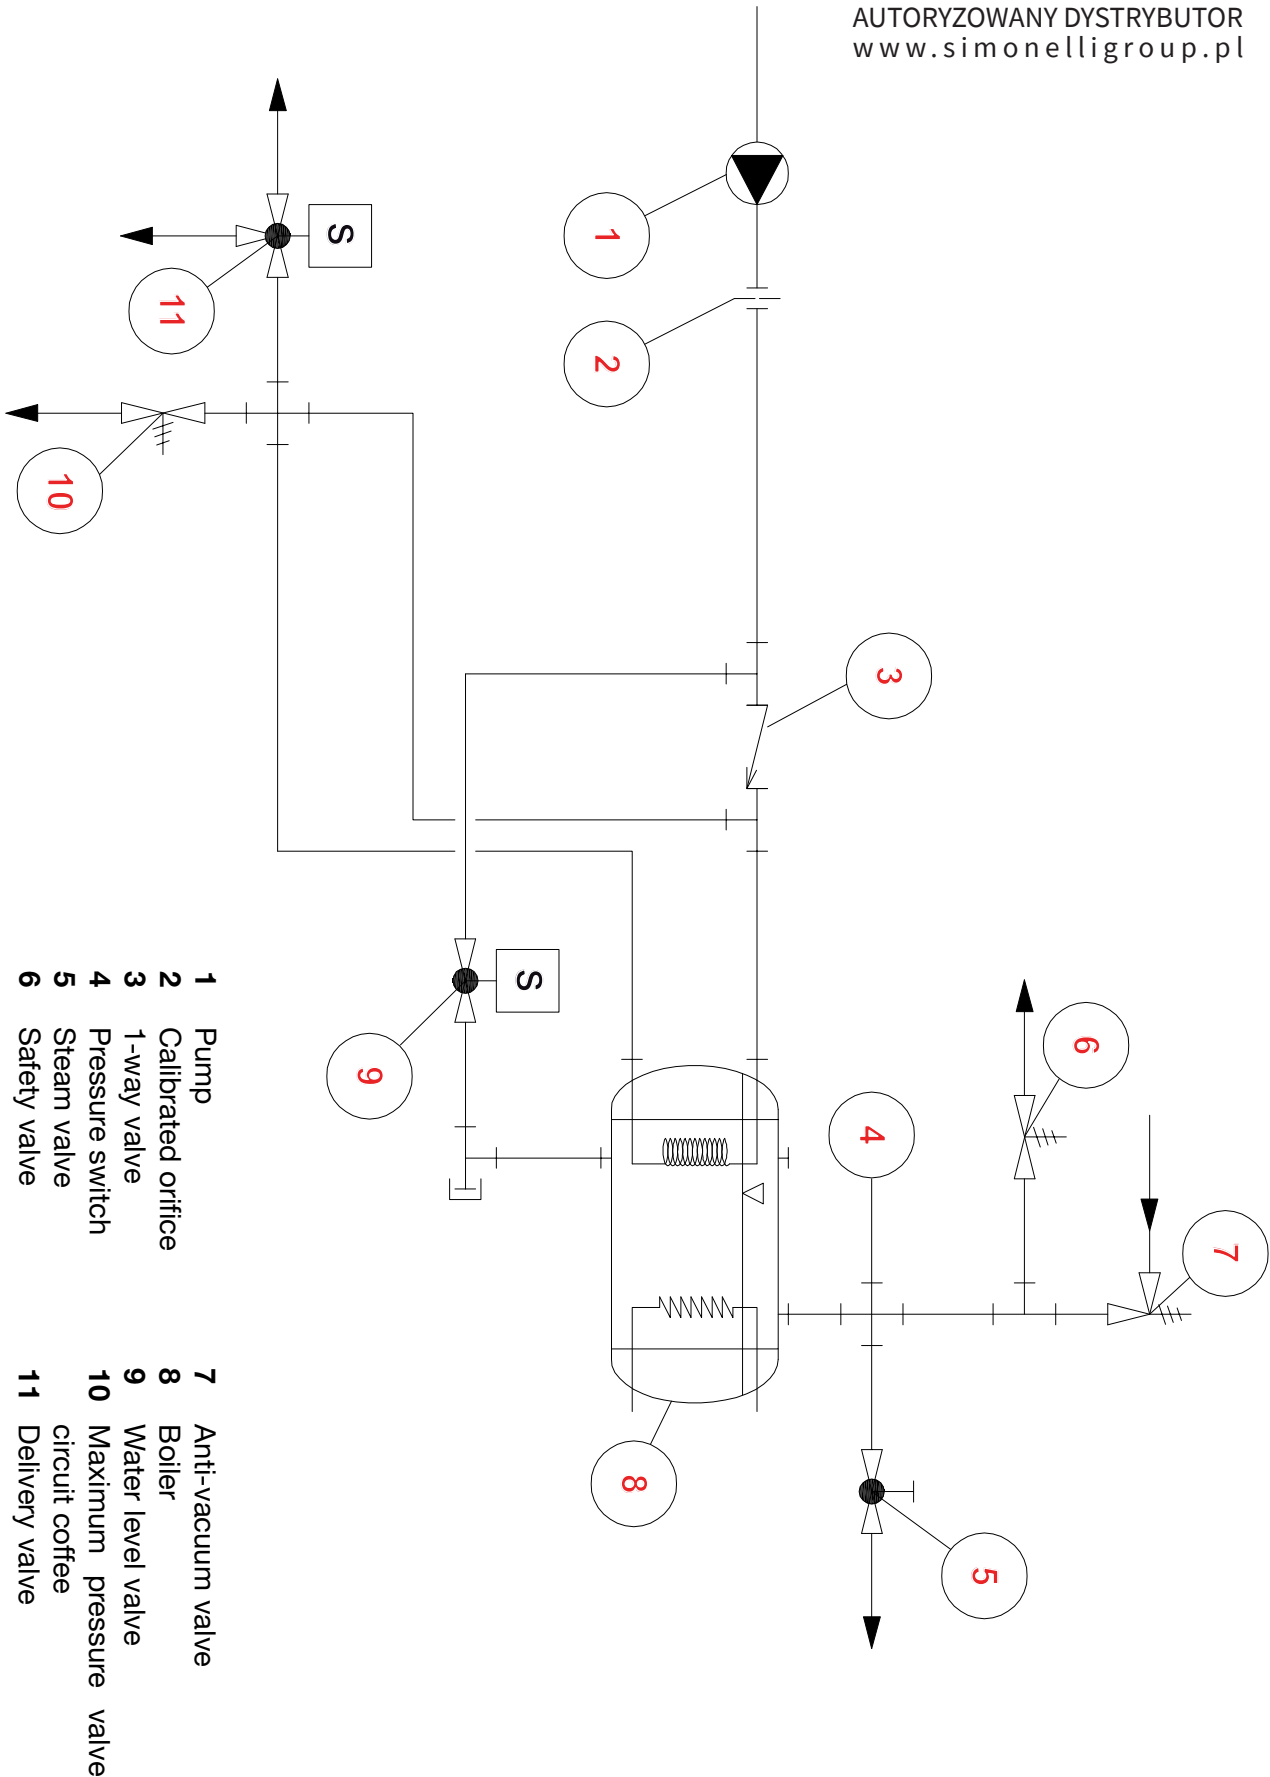 AUTORYZOWANY DYSTRYBUTOR
www.simonelligroup.pl
1
2
3
4
5
6
7
8
9
10
11
S
S
1 Pump
2 Calibrated orifice
3 1-way valve
4 Pressure switch
5 Steam valve
6 Safety valve
7 Anti-vacuum valve
8 Boiler
9 Water level valve
10 Maximum pressure valve
circuit coffee
11 Delivery valve